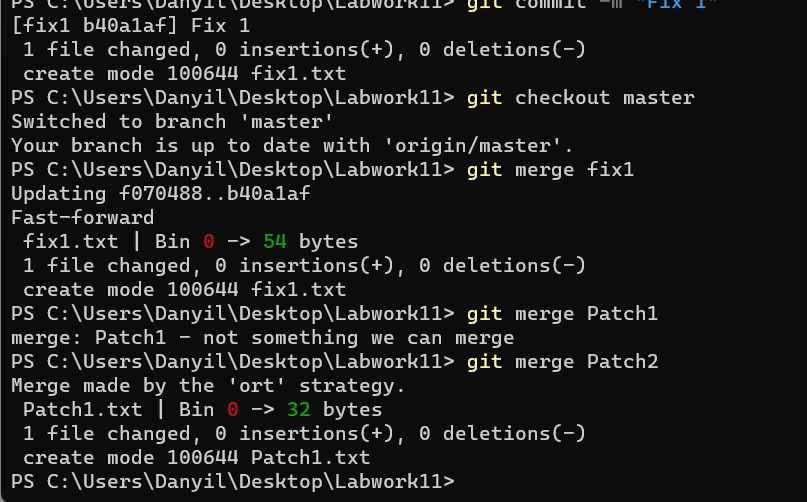 PS C:\Users\Danyil\Desktop\Labwork11> git commit -m "Fix 1"
[fix1 b40a1af] Fix 1
 1 file changed, 0 insertions(+), 0 deletions(-)
 create mode 100644 fix1.txt
PS C:\Users\Danyil\Desktop\Labwork11> git checkout master
Switched to branch 'master'
Your branch is up to date with 'origin/master'.
PS C:\Users\Danyil\Desktop\Labwork11> git merge fix1
Updating f070488..b40a1af
Fast-forward
 fix1.txt | Bin 0 -> 54 bytes
 1 file changed, 0 insertions(+), 0 deletions(-)
 create mode 100644 fix1.txt
PS C:\Users\Danyil\Desktop\Labwork11> git merge Patch1
merge: Patch1 - not something we can merge
PS C:\Users\Danyil\Desktop\Labwork11> git merge Patch2
Merge made by the 'ort' strategy.
 Patch1.txt | Bin 0 -> 32 bytes
 1 file changed, 0 insertions(+), 0 deletions(-)
 create mode 100644 Patch1.txt
PS C:\Users\Danyil\Desktop\Labwork11>